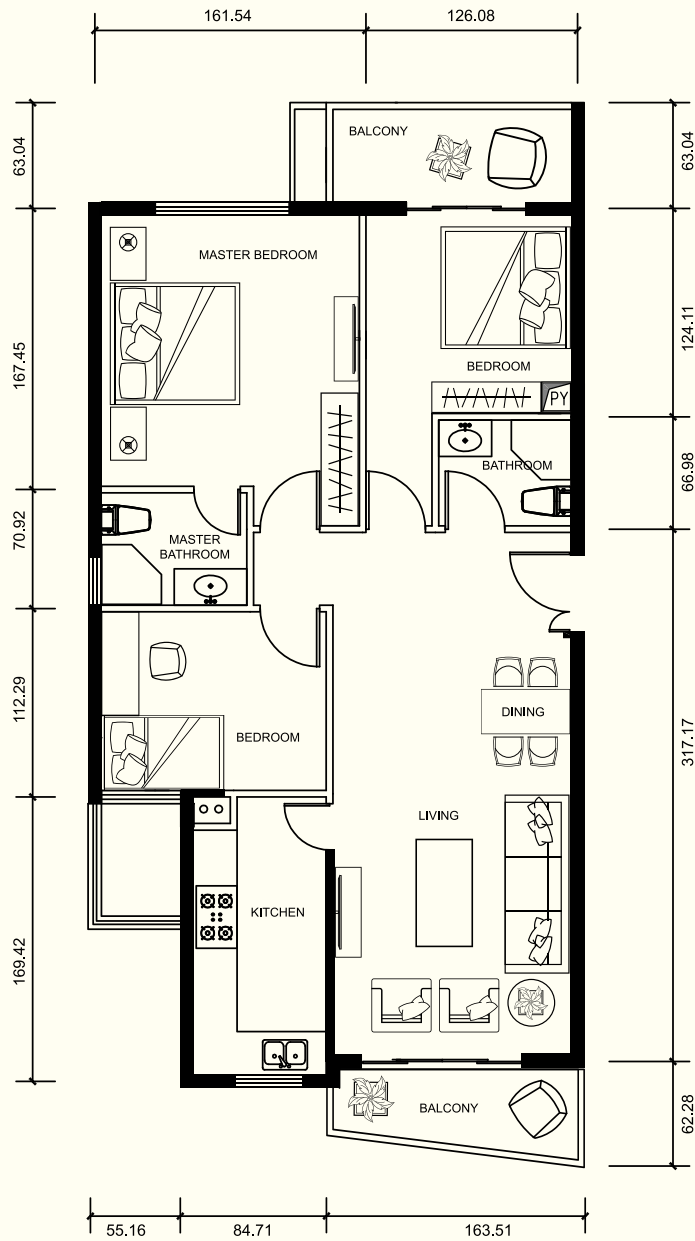 161.54
126.08
63.04
63.04
BALCONY
MASTER BEDROOM
167.45
124.11
BEDROOM
PY
BATHROOM
66.98
70.92
MASTER
BATHROOM
112.29
DINING
BEDROOM
317.17
LIVING
KITCHEN
169.42
BALCONY
62.28
55.16
84.71
163.51